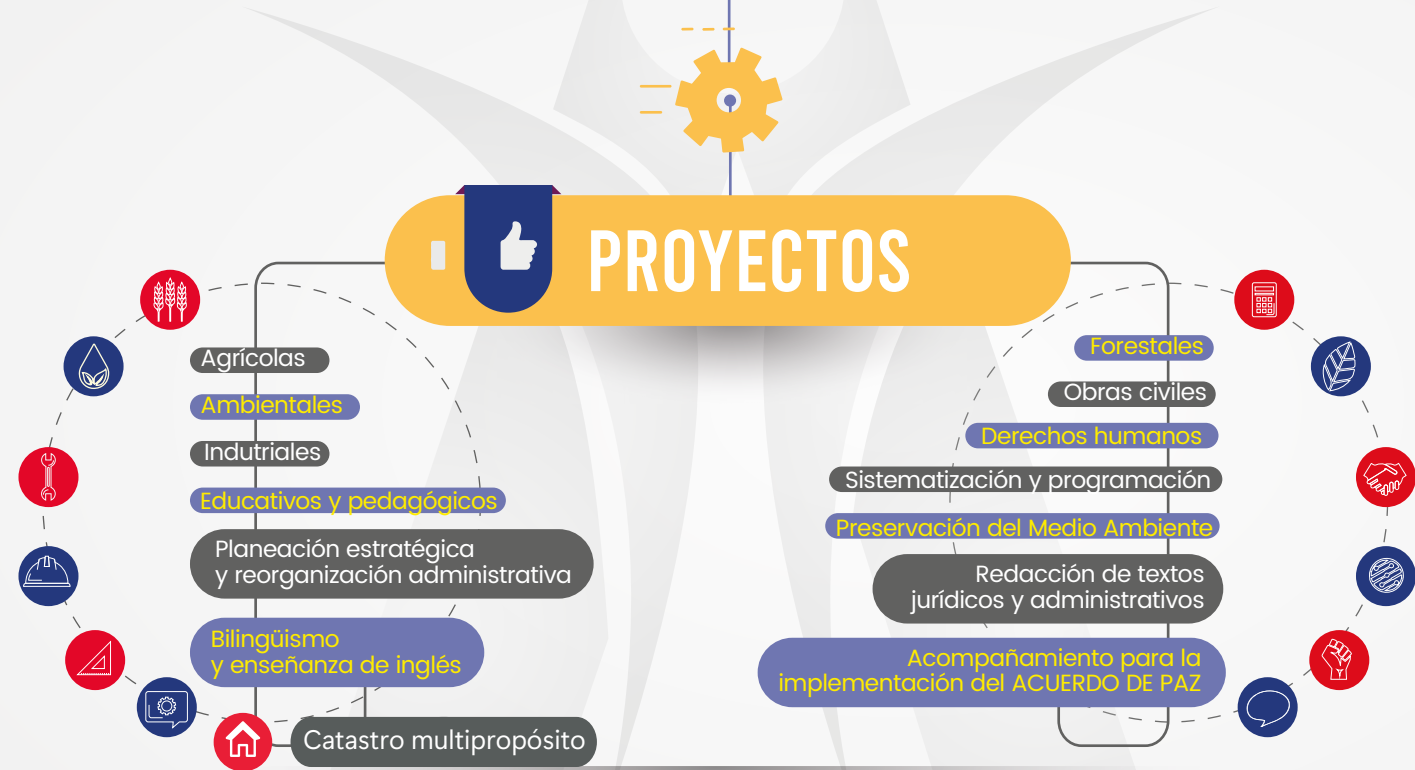 PROYECTOS
Agrícolas
Ambientales
Indutriales
Educativos y pedagógicos
Planeación estratégica
y reorganización administrativa
Bilingüismo
y enseñanza de inglés
Catastro multipropósito
Forestales
Obras civiles
Derechos humanos
Sistematización y programación
Preservación del Medio Ambiente
Redacción de textos
jurídicos y administrativos
Acompañamiento para la
implementación del ACUERDO DE PAZ